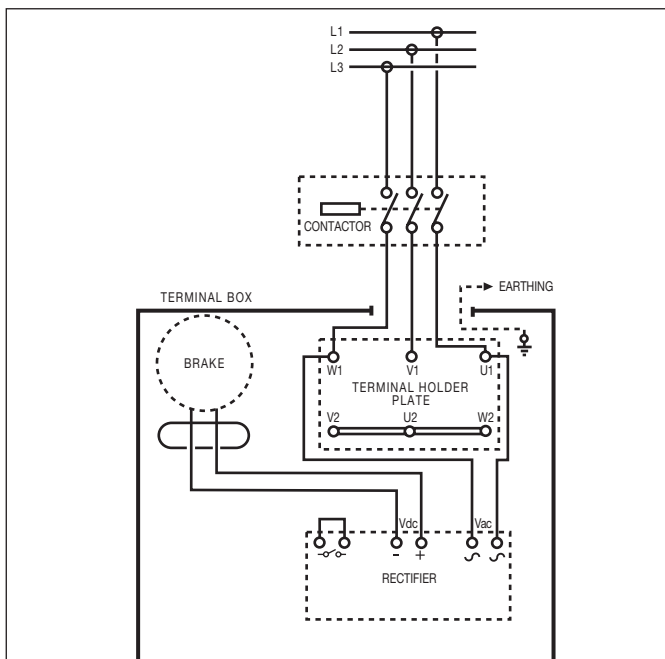 L1
L2
L3
CONTACTOR
EARTHING
TERMINAL BOX
BRAKE
W1 V1 U1
TERMINAL HOLDER
PLATE
V2 U2 W2
Vdc Vac
- +
RECTIFIER